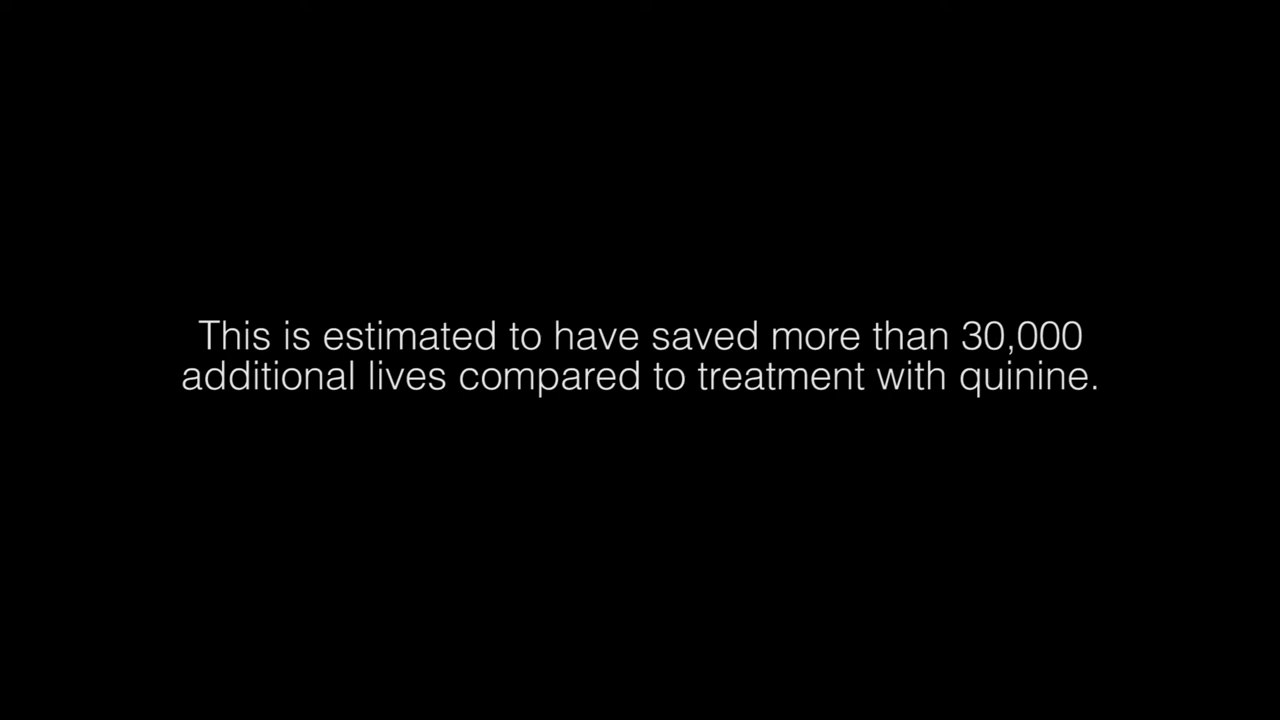 This is estimated to have saved more than 30,000
additional lives compared to treatment with quinine.